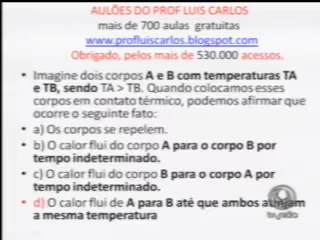 AULÕES DO PROF LUIS CARLOS
mais de 700 aulas gratuitas
www.profluiscarlos.blogspot.com
Obrigado, pelos mais de 530.000 acessos.
• Imagine dois corpos A e B com temperaturas TA
e TB, sendo TA > TB. Quando colocamos esses
corpos em contato térmico, podemos afirmar que
ocorre o seguinte fato:
• a) Os corpos se repelem.
• b) O calor flui do corpo A para o corpo B por
tempo indeterminado.
• c) O calor flui do corpo B para o corpo A por
tempo indeterminado.
• d) O calor flui de A para B até que ambos atinjam
a mesma temperatura